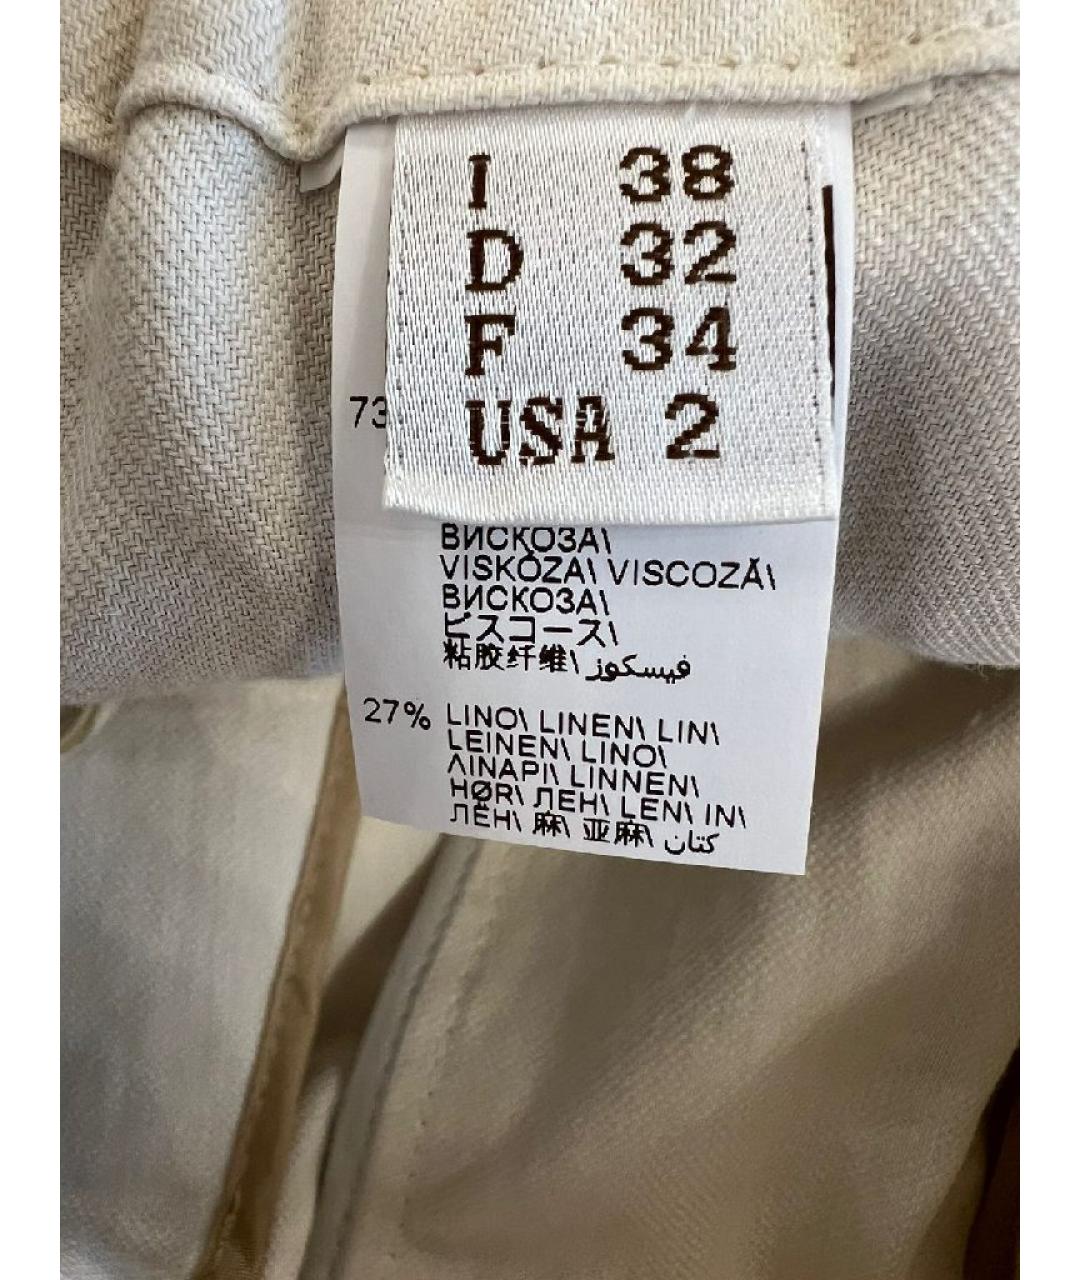 I 38
D 32
F 34
USA 2
73
ВИСКОЗА\
VISKÓZA\ VISCOZĂ\
ВИСКОЗА\
ビスコース\
粘胶纤维\ فيسكوز
27% LINO\ LINEN\ LIN\
LEINEN\ LINO\
ΛΙΝΑΡΙ\ LINNEN\
HØR\ ЛЕН\ LEN\ IN\
ЛЕН\ 麻\ 亚麻\ كتان